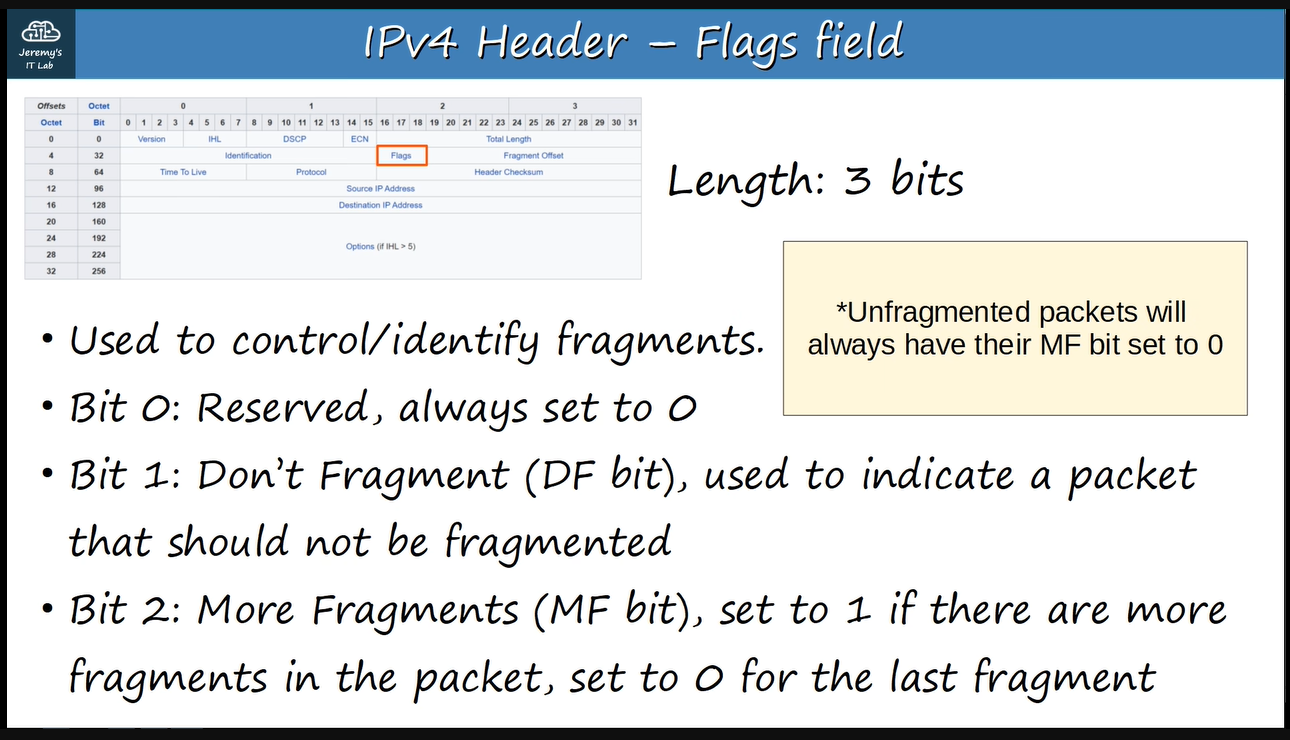 Jeremy's
IT Lab
IPv4 Header – Flags field
Offsets Octet 0 1 2 3
Octet Bit 0 1 2 3 4 5 6 7 8 9 10 11 12 13 14 15 16 17 18 19 20 21 22 23 24 25 26 27 28 29 30 31
0 0 Version IHL DSCP ECN Total Length
4 32 Identification Flags Fragment Offset
8 64 Time To Live Protocol Header Checksum
12 96 Source IP Address
16 128 Destination IP Address
20 160
24 192
Options (if IHL > 5)
28 224
32 256
Length: 3 bits
*Unfragmented packets will
always have their MF bit set to 0
• Used to control/identify fragments.
• Bit 0: Reserved, always set to 0
• Bit 1: Don't Fragment (DF bit), used to indicate a packet
that should not be fragmented
• Bit 2: More Fragments (MF bit), set to 1 if there are more
fragments in the packet, set to 0 for the last fragment